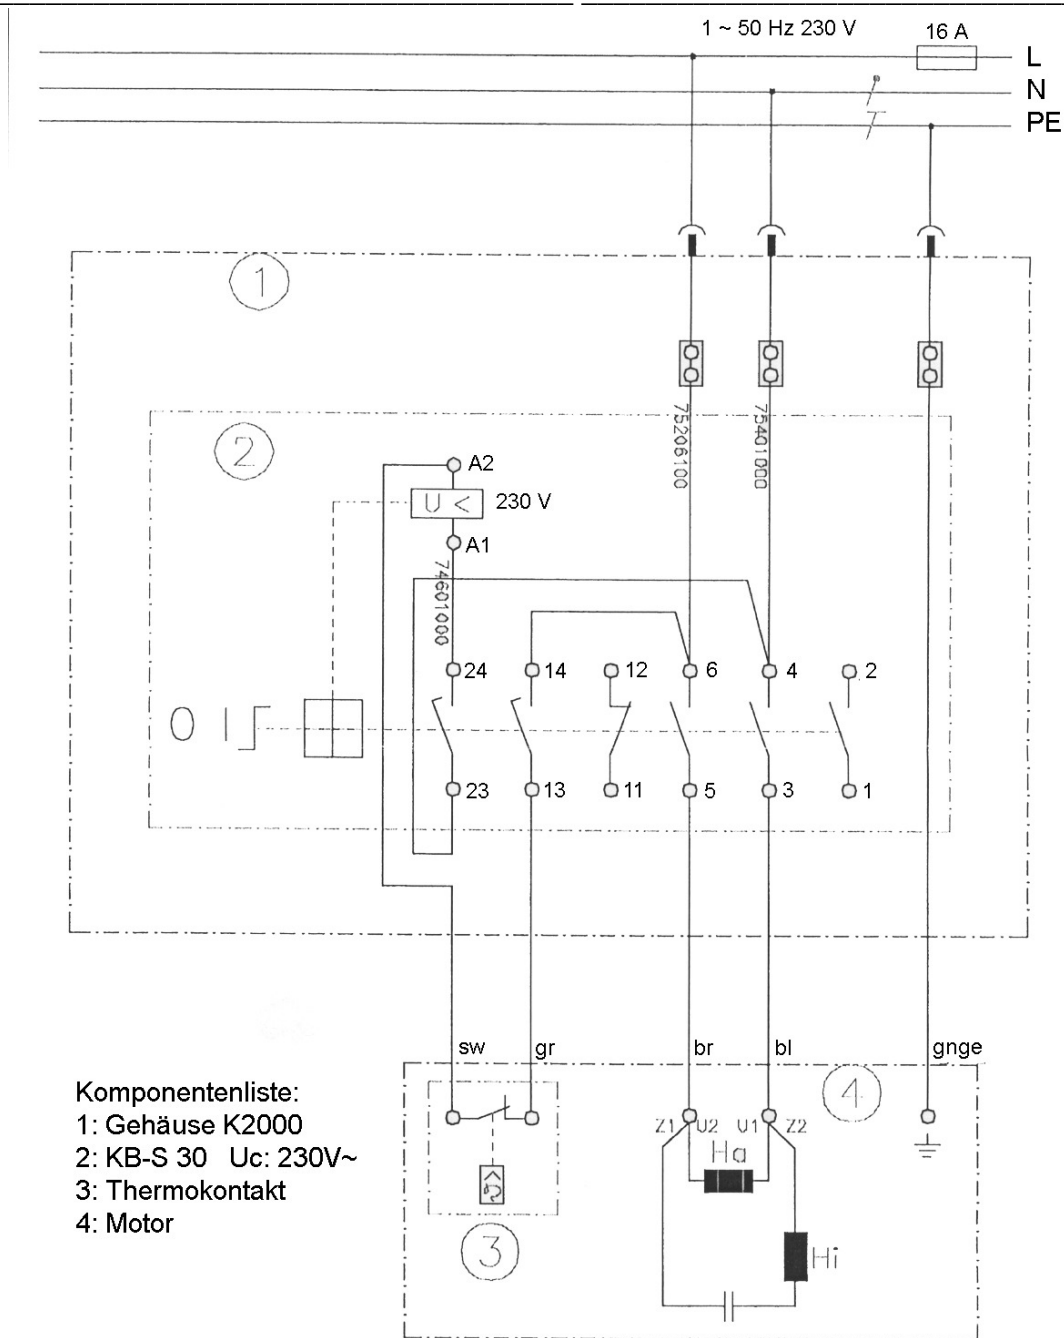 1 ~ 50 Hz 230 V
16 A
L
N
PE
1
75206100
75401000
2
A2
U <
230 V
A1
74601000
24
14
12
6
4
2
0 I
23
13
11
5
3
1
sw
gr
br
bl
gnge
4
Komponentenliste:
1: Gehäuse K2000
2: KB-S 30 Uc: 230V~
3: Thermokontakt
4: Motor
Z1
U2
U1
Z2
Ha
3
Hi